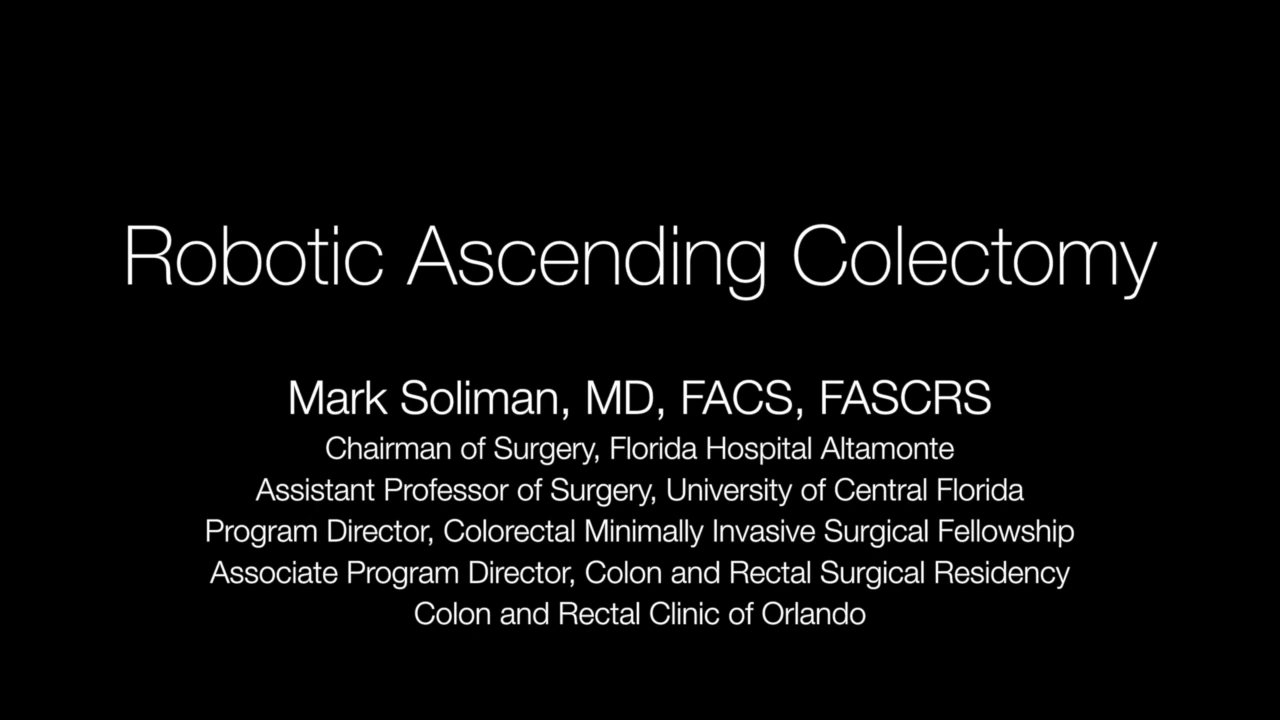 Robotic Ascending Colectomy
Mark Soliman, MD, FACS, FASCRS
Chairman of Surgery, Florida Hospital Altamonte
Assistant Professor of Surgery, University of Central Florida
Program Director, Colorectal Minimally Invasive Surgical Fellowship
Associate Program Director, Colon and Rectal Surgical Residency
Colon and Rectal Clinic of Orlando